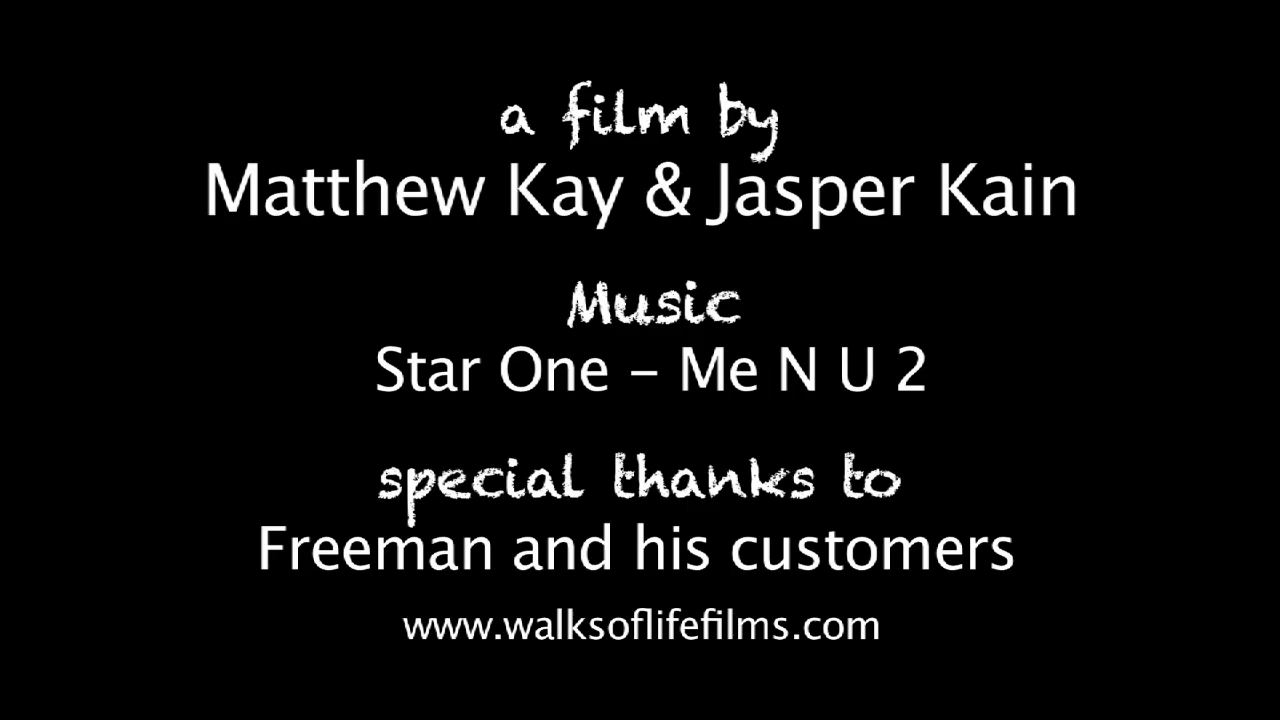 a film by
Matthew Kay & Jasper Kain
Music
Star One - Me N U 2
special thanks to
Freeman and his customers
www.walksoflifefilms.com